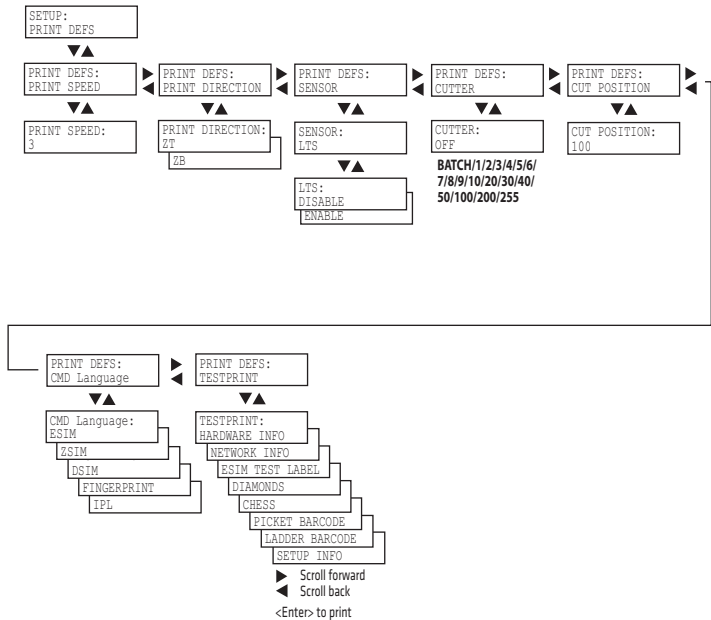 SETUP:
PRINT DEFS
PRINT DEFS:
PRINT SPEED
PRINT DEFS:
PRINT DIRECTION
PRINT DEFS:
SENSOR
PRINT DEFS:
CUTTER
PRINT DEFS:
CUT POSITION
PRINT SPEED:
3
PRINT DIRECTION:
ZT
ZB
SENSOR:
LTS
LTS:
DISABLE
ENABLE
CUTTER:
OFF
BATCH/1/2/3/4/5/6/
7/8/9/10/20/30/40/
50/100/200/255
CUT POSITION:
100
PRINT DEFS:
CMD Language
PRINT DEFS:
TESTPRINT
CMD Language:
ESIM
ZSIM
DSIM
FINGERPRINT
IPL
TESTPRINT:
HARDWARE INFO
NETWORK INFO
ESIM TEST LABEL
DIAMONDS
CHESS
PICKET BARCODE
LADDER BARCODE
SETUP INFO
Scroll forward
Scroll back
<Enter> to print